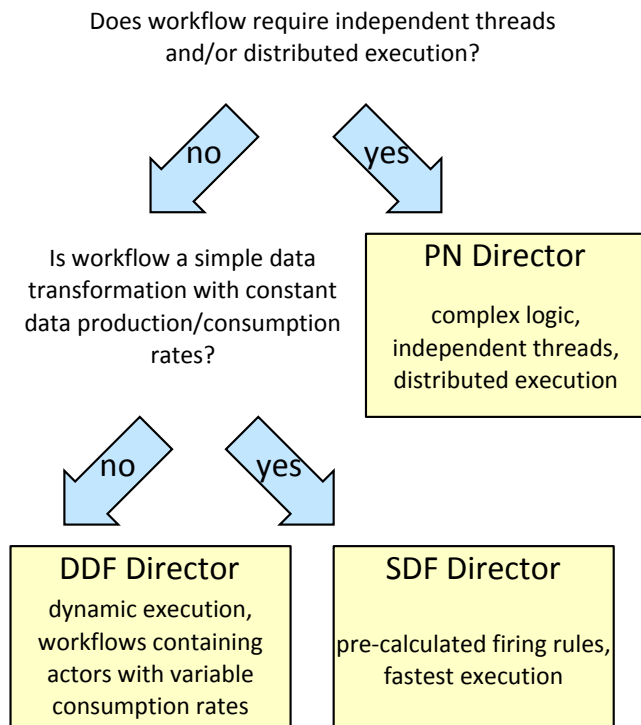 Does workflow require independent threads
and/or distributed execution?
no
yes
Is workflow a simple data
transformation with constant
data production/consumption
rates?
PN Director
complex logic,
independent threads,
distributed execution
no
yes
DDF Director
dynamic execution,
workflows containing
actors with variable
consumption rates
SDF Director
pre-calculated firing rules,
fastest execution